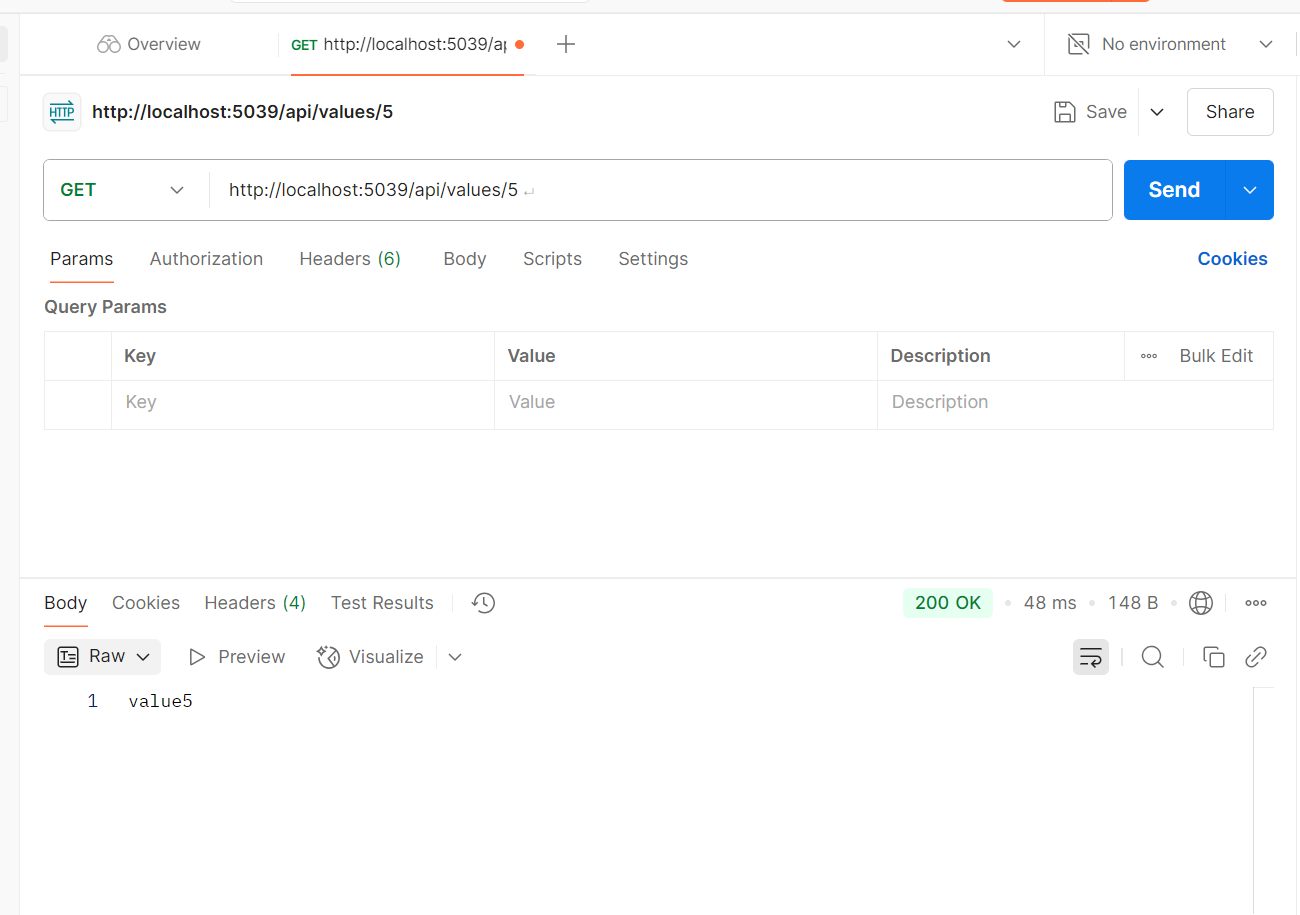 Overview
GET http://localhost:5039/ap
No environment
HTTP http://localhost:5039/api/values/5
Save
Share
GET
http://localhost:5039/api/values/5 ↵
Send
Params Authorization Headers (6) Body Scripts Settings Cookies
Query Params
Key Value Description Bulk Edit
Key Value Description
Body Cookies Headers (4) Test Results 200 OK • 48 ms • 148 B •
Raw Preview Visualize
1 value5